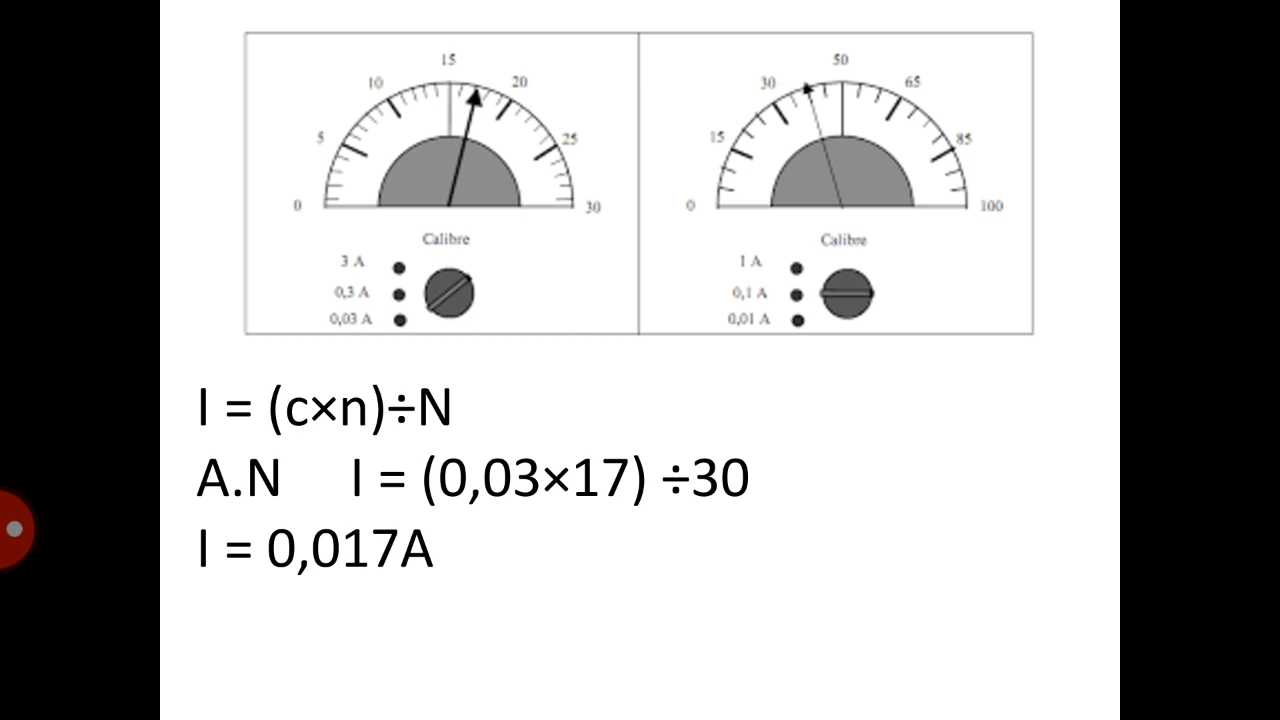 15
50
10
20
30
65
5
25
15
85
0
30
0
100
Calibre
Calibre
3 A
1 A
0,3 A
0,1 A
0,03 A
0,01 A
I = (c×n)÷N
A.N I = (0,03×17) ÷30
I = 0,017A